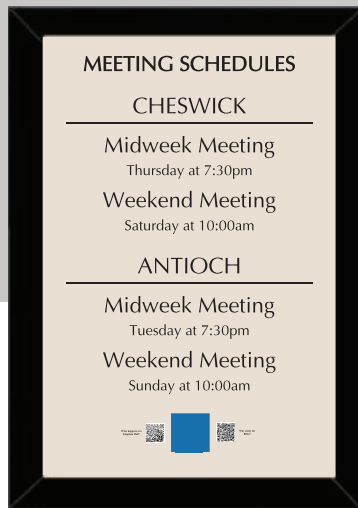 MEETING SCHEDULES
CHESWICK
Midweek Meeting
Thursday at 7:30pm
Weekend Meeting
Saturday at 10:00am
ANTIOCH
Midweek Meeting
Tuesday at 7:30pm
Weekend Meeting
Sunday at 10:00am